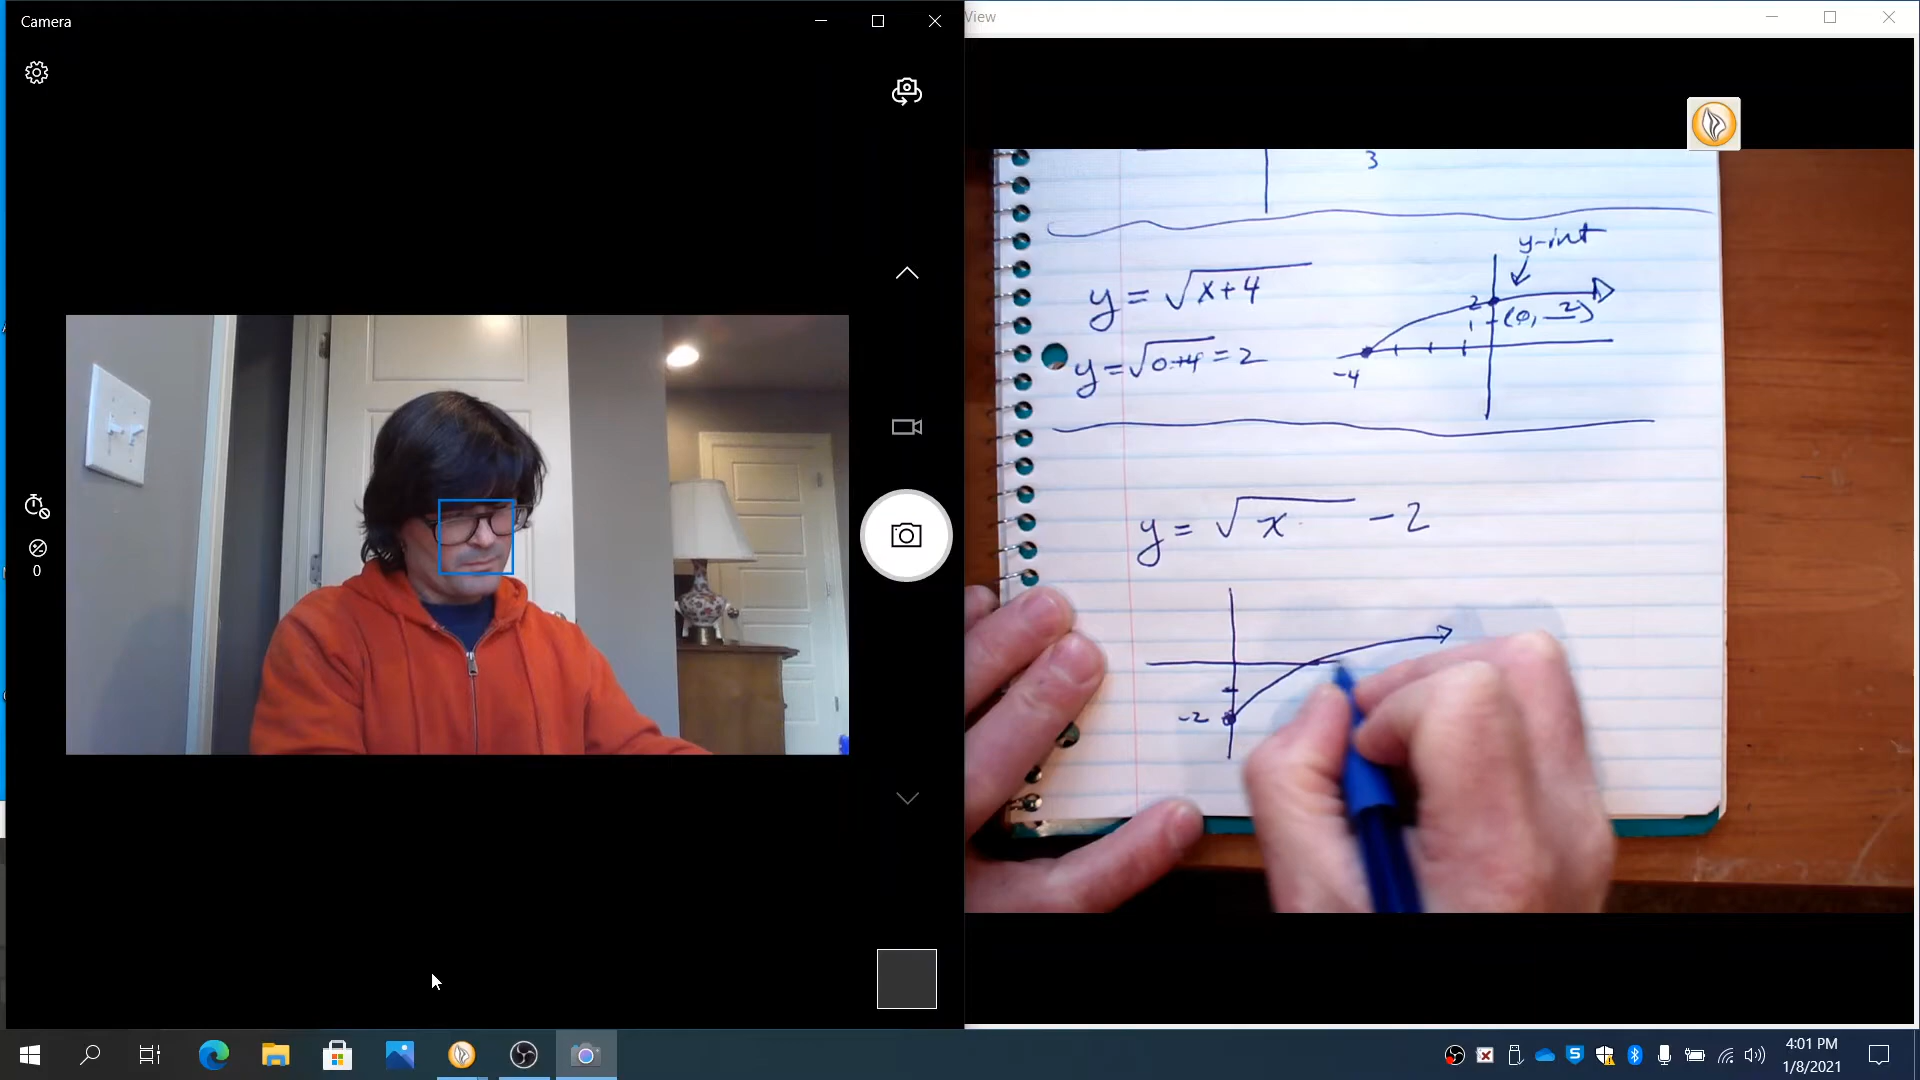 Camera
View
0
3
y-int
y = √x+4
2
1 (0, 2)
y = √0+4 = 2
-4
y = √x - 2
-2
4:01 PM
1/8/2021